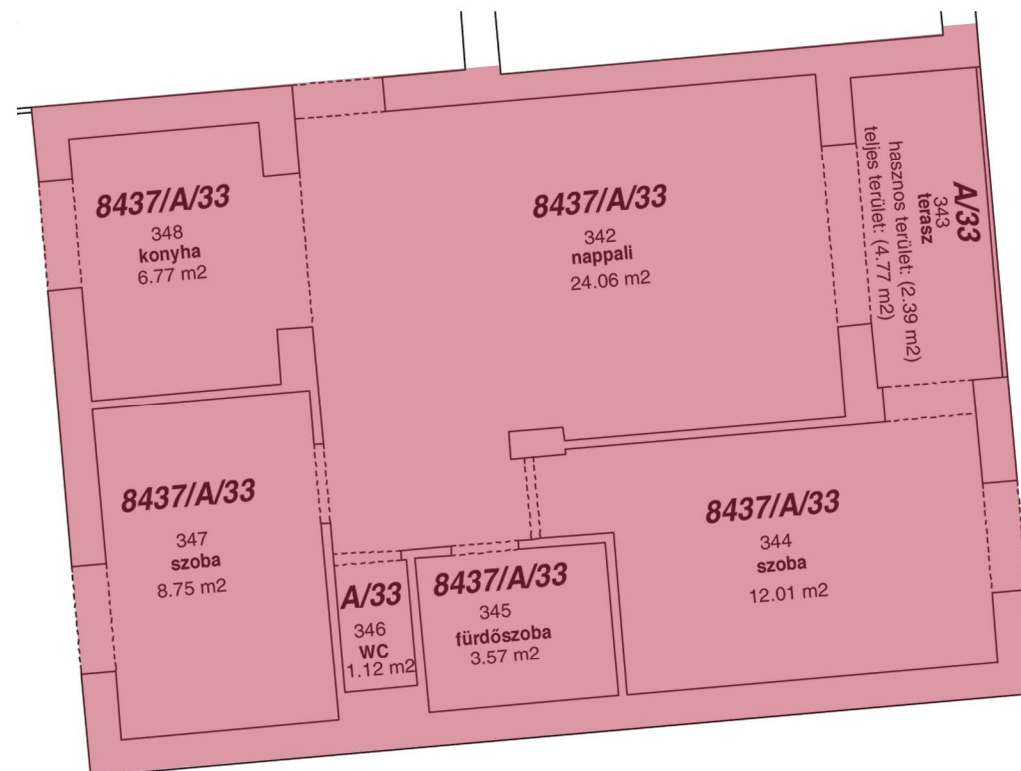 8437/A/33
348
konyha
6.77 m2
8437/A/33
342
nappali
24.06 m2
A/33
343
terasz
hasznos terület: (2.39 m2)
teljes terület: (4.77 m2)
8437/A/33
347
szoba
8.75 m2
A/33
346
WC
1.12 m2
8437/A/33
345
fürdőszoba
3.57 m2
8437/A/33
344
szoba
12.01 m2